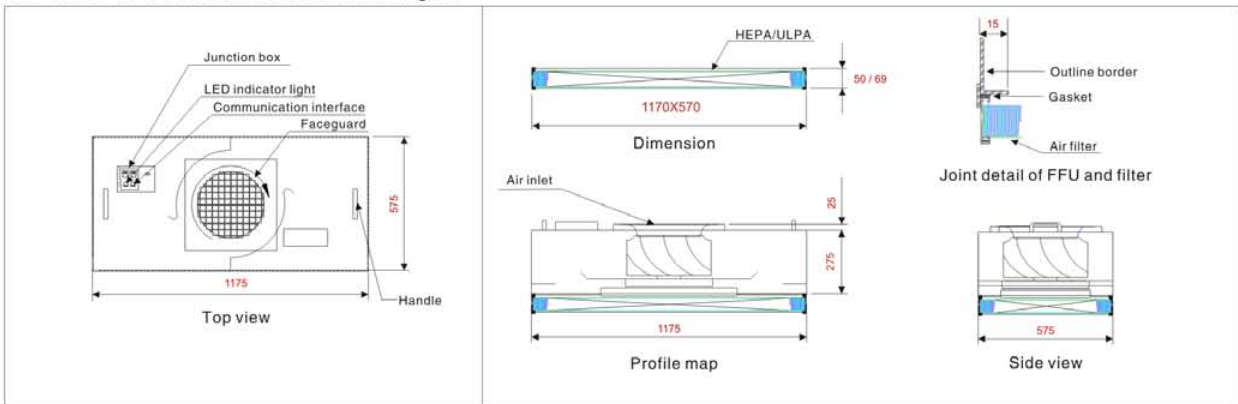 Junction box
LED indicator light
Communication interface
Faceguard
575
1175
Handle
Top view
HEPA/ULPA
50 / 69
1170X570
Dimension
15
Outline border
Gasket
Air filter
Joint detail of FFU and filter
Air inlet
25
275
1175
Profile map
575
Side view